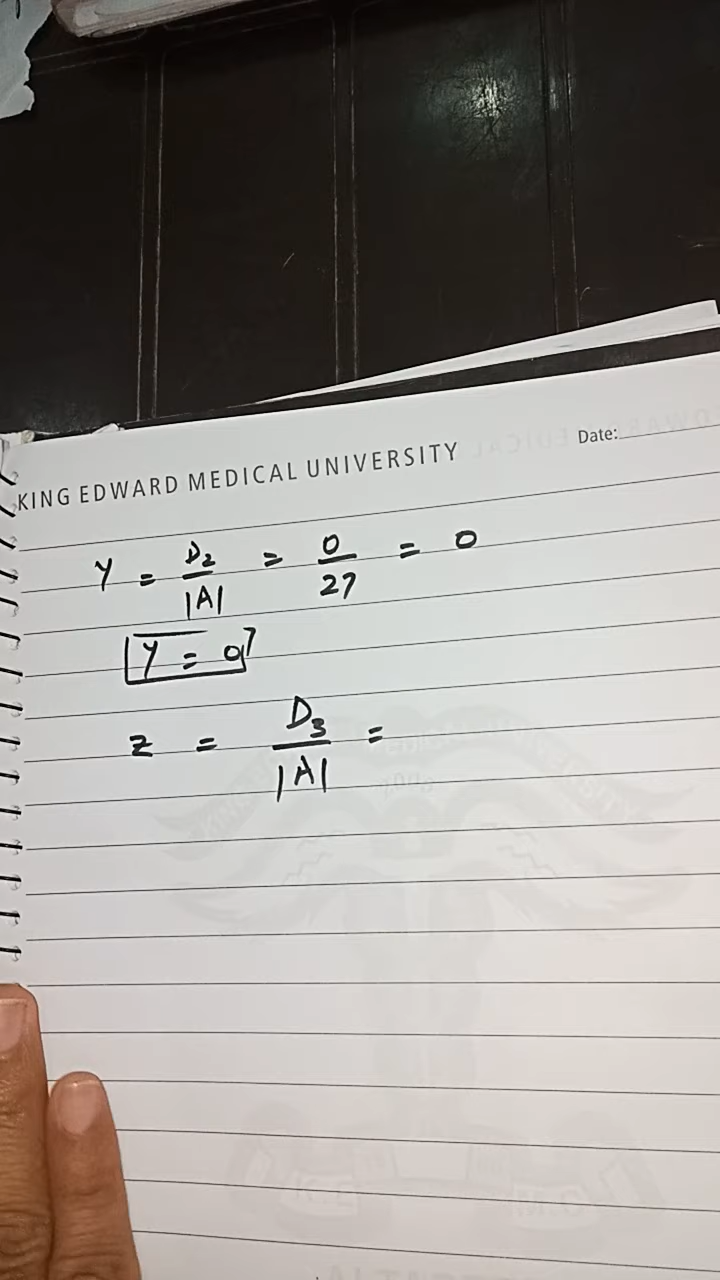 KING EDWARD MEDICAL UNIVERSITY Date:
Y = D₂/|A| = 0/27 = 0
Y = 0
z = D₃/|A| =